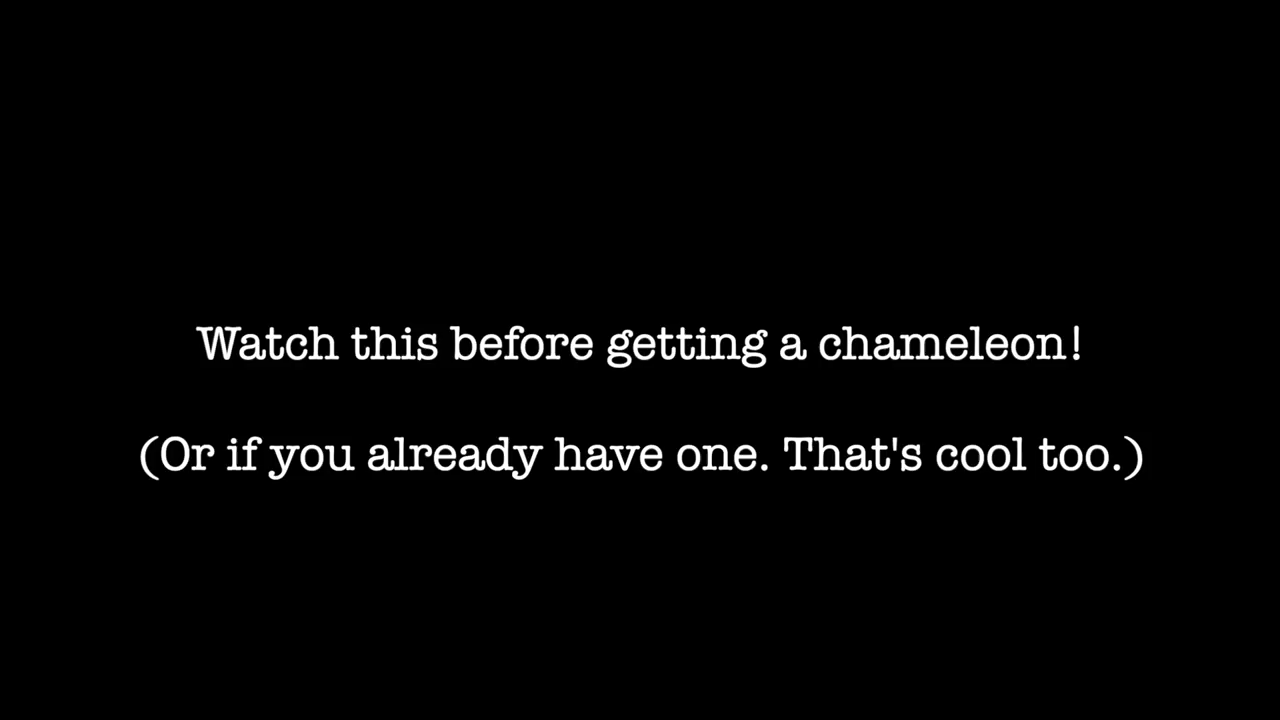 Watch this before getting a chameleon!
(Or if you already have one. That's cool too.)